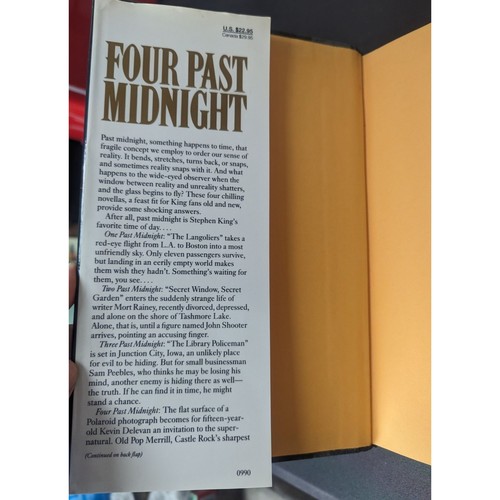 U.S. $22.95
Canada $29.95
FOUR PAST
MIDNIGHT
Past midnight, something happens to time, that
fragile concept we employ to order our sense of
reality. It bends, stretches, turns back, or snaps,
and sometimes reality snaps with it. And what
happens to the wide-eyed observer when the
window between reality and unreality shatters,
and the glass begins to fly? These four chilling
novellas, a feast fit for King fans old and new,
provide some shocking answers.
After all, past midnight is Stephen King's
favorite time of day....
One Past Midnight: "The Langoliers" takes a
red-eye flight from L.A. to Boston into a most
unfriendly sky. Only eleven passengers survive,
but landing in an eerily empty world makes
them wish they hadn't. Something's waiting for
them, you see....
Two Past Midnight: "Secret Window, Secret
Garden" enters the suddenly strange life of
writer Mort Rainey, recently divorced, depressed,
and alone on the shore of Tashmore Lake.
Alone, that is, until a figure named John Shooter
arrives, pointing an accusing finger.
Three Past Midnight: "The Library Policeman"
is set in Junction City, Iowa, an unlikely place
for evil to be hiding. But for small businessman
Sam Peebles, who thinks he may be losing his
mind, another enemy is hiding there as well—
the truth. If he can find it in time, he might
stand a chance.
Four Past Midnight: The flat surface of a
Polaroid photograph becomes for fifteen-year-
old Kevin Delevan an invitation to the super-
natural. Old Pop Merrill, Castle Rock's sharpest
(Continued on back flap)
0990